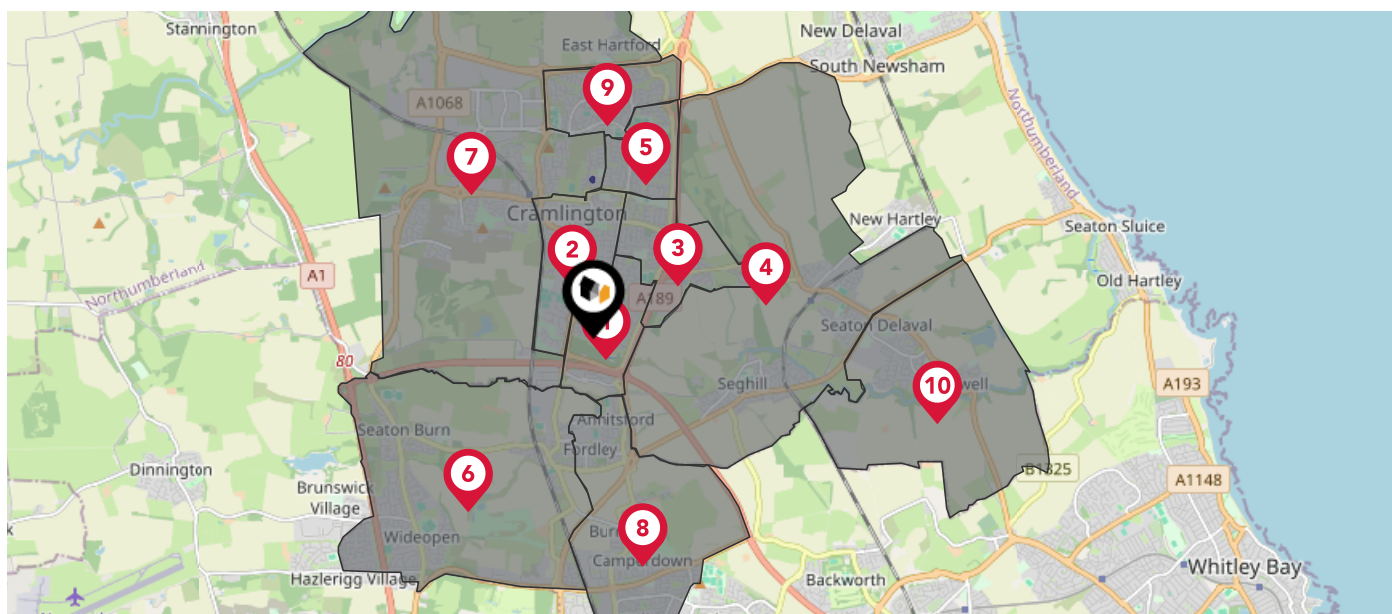 Stannington
East Hartford
New Delaval
South Newsham
9
A1068
Northumberland
5
7
Cramlington
New Hartley
Seaton Sluice
2
3
4
A1
Northumberland
A189
Old Hartley
1
Seaton Delaval
80
Seghill
10
well
A193
Annitsford
Seaton Burn
Fordley
Dinnington
6
B1325
A1148
Brunswick
Village
8
Wideopen
Camperdown
Hazlerigg Village
Backworth
Whitley Bay